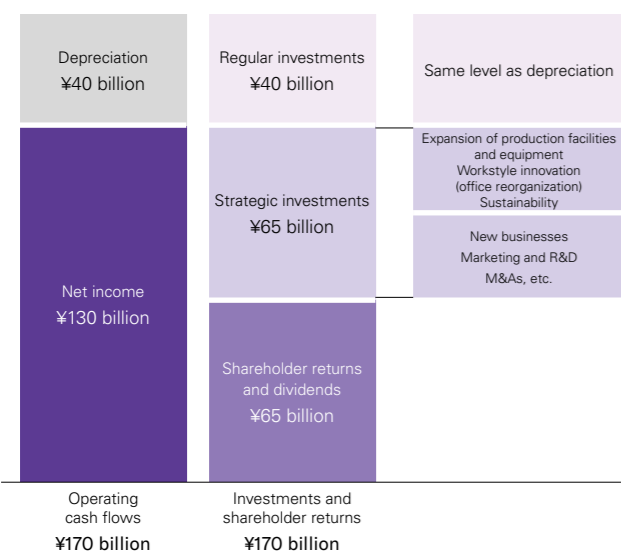 Depreciation
¥40 billion
Net income
¥130 billion
Operating
cash flows
¥170 billion
Regular investments
¥40 billion
Strategic investments
¥65 billion
Shareholder returns
and dividends
¥65 billion
Investments and
shareholder returns
¥170 billion
Same level as depreciation
Expansion of production facilities
and equipment
Workstyle innovation
(office reorganization)
Sustainability
New businesses
Marketing and R&D
M&As, etc.